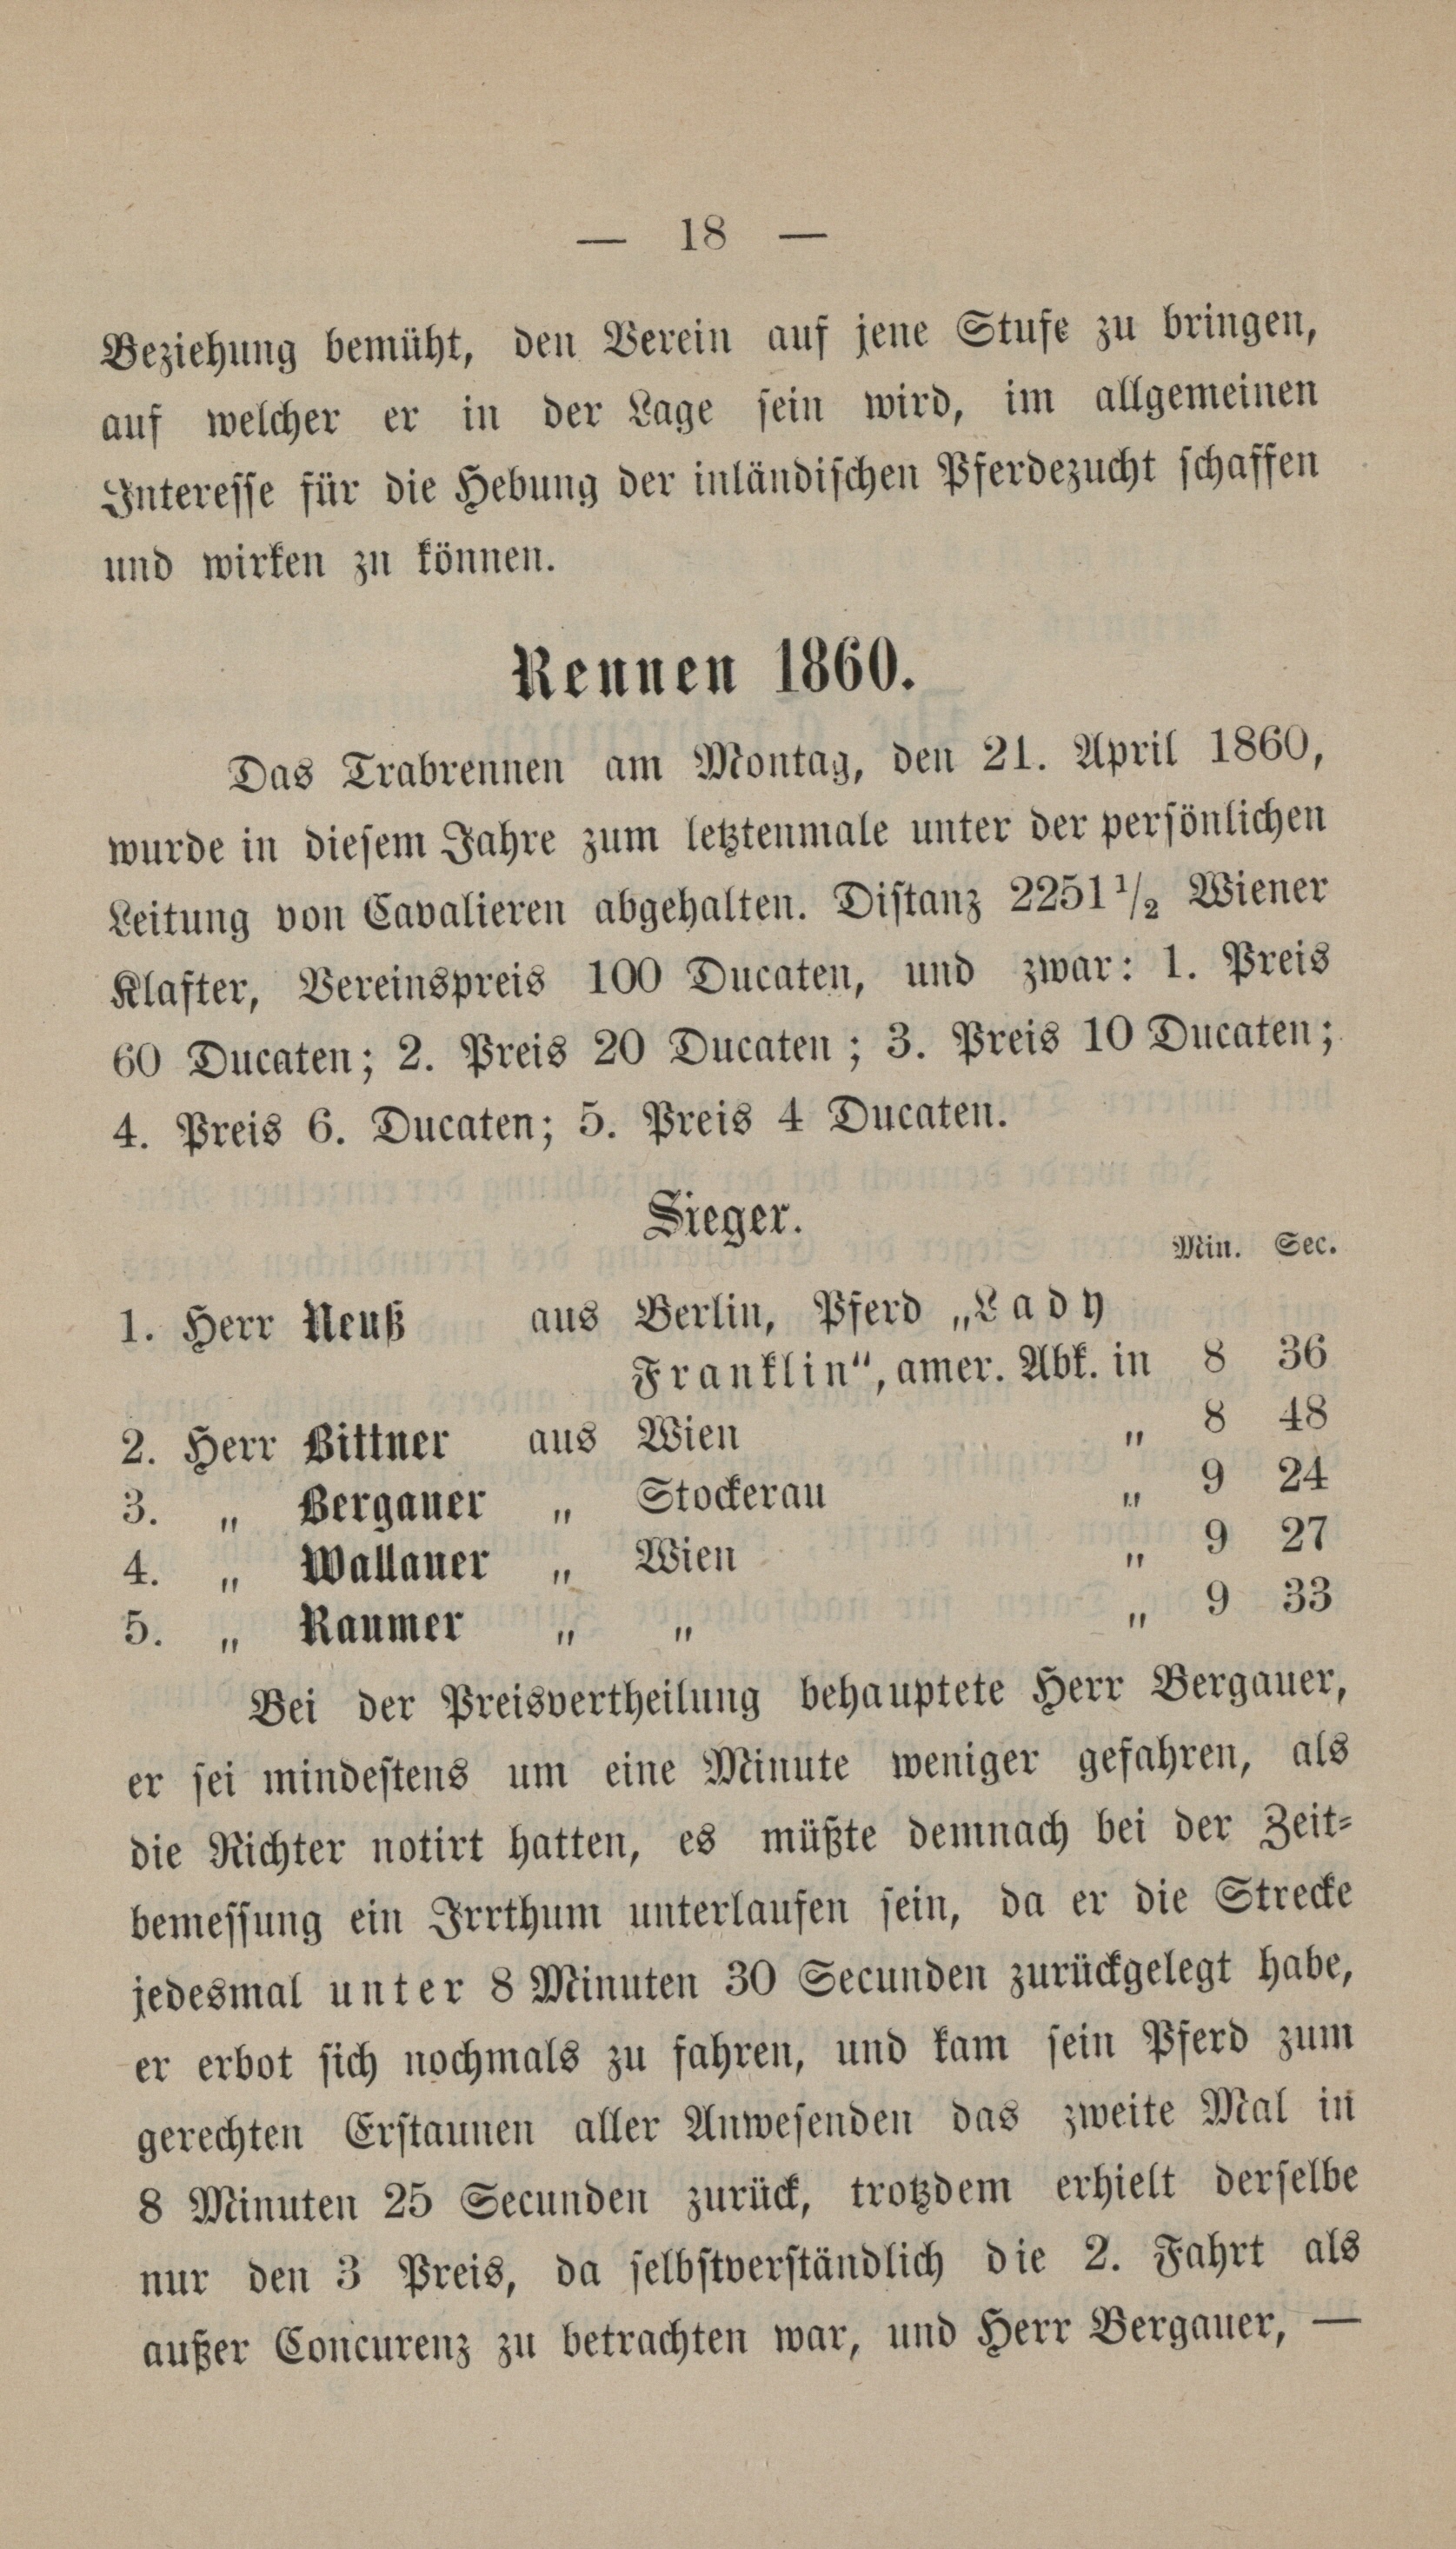 — 18 —
Beziehung bemüht, den Verein auf jene Stufe zu bringen,
auf welcher er in der Lage sein wird, im allgemeinen
Interesse für die Hebung der inländischen Pferdezucht schaffen
und wirken zu können.
Rennen 1860.
Das Trabrennen am Montag, den 21. April 1860,
wurde in diesem Jahre zum letztenmale unter der persönlichen
Leitung von Cavalieren abgehalten. Distanz 2251 1/2 Wiener
Klafter, Vereinspreis 100 Ducaten, und zwar: 1. Preis
60 Ducaten; 2. Preis 20 Ducaten; 3. Preis 10 Ducaten;
4. Preis 6. Ducaten; 5. Preis 4 Ducaten.
Sieger.
Min. Sec.
1. Herr Neuß aus Berlin, Pferd „Lady
Franklin“, amer. Abk. in 8 36
2. Herr Bittner aus Wien „ 8 48
3. „ Bergauer „ Stockerau „ 9 24
4. „ Wallauer „ Wien „ 9 27
5. „ Raumer „ „ „ 9 33
Bei der Preisvertheilung behauptete Herr Bergauer,
er sei mindestens um eine Minute weniger gefahren, als
die Richter notirt hatten, es müßte demnach bei der Zeit-
bemessung ein Irrthum unterlaufen sein, da er die Strecke
jedesmal unter 8 Minuten 30 Secunden zurückgelegt habe,
er erbot sich nochmals zu fahren, und kam sein Pferd zum
gerechten Erstaunen aller Anwesenden das zweite Mal in
8 Minuten 25 Secunden zurück, trotzdem erhielt derselbe
nur den 3 Preis, da selbstverständlich die 2. Fahrt als
außer Concurenz zu betrachten war, und Herr Bergauer, —